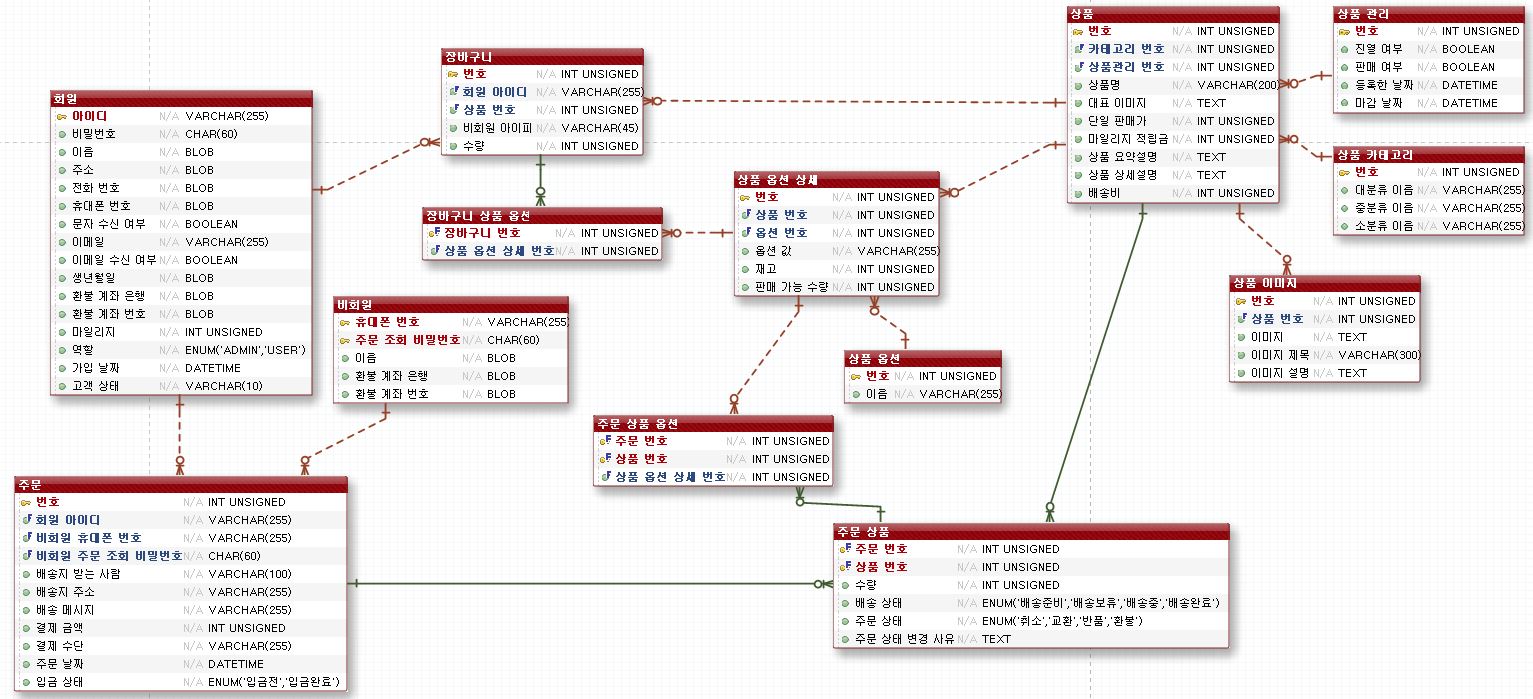 회원
아이디 N/A VARCHAR(255)
비밀번호 N/A CHAR(60)
이름 N/A BLOB
주소 N/A BLOB
전화 번호 N/A BLOB
휴대폰 번호 N/A BLOB
문자 수신 여부 N/A BOOLEAN
이메일 N/A VARCHAR(255)
이메일 수신 여부 N/A BOOLEAN
생년월일 N/A BLOB
환불 계좌 은행 N/A BLOB
환불 계좌 번호 N/A BLOB
마일리지 N/A INT UNSIGNED
역할 N/A ENUM('ADMIN','USER')
가입 날짜 N/A DATETIME
고객 상태 N/A VARCHAR(10)
장바구니
번호 N/A INT UNSIGNED
회원 아이디 N/A VARCHAR(255)
상품 번호 N/A INT UNSIGNED
비회원 아이피 N/A VARCHAR(45)
수량 N/A INT UNSIGNED
장바구니 상품 옵션
장바구니 번호 N/A INT UNSIGNED
상품 옵션 상세 번호 N/A INT UNSIGNED
비회원
휴대폰 번호 N/A VARCHAR(255)
주문 조회 비밀번호 N/A CHAR(60)
이름 N/A BLOB
환불 계좌 은행 N/A BLOB
환불 계좌 번호 N/A BLOB
상품
번호 N/A INT UNSIGNED
카테고리 번호 N/A INT UNSIGNED
상품관리 번호 N/A INT UNSIGNED
상품명 N/A VARCHAR(200)
대표 이미지 N/A TEXT
단일 판매가 N/A INT UNSIGNED
마일리지 적립금 N/A INT UNSIGNED
상품 요약설명 N/A TEXT
상품 상세설명 N/A TEXT
배송비 N/A INT UNSIGNED
상품 관리
번호 N/A INT UNSIGNED
진열 여부 N/A BOOLEAN
판매 여부 N/A BOOLEAN
등록한 날짜 N/A DATETIME
마감 날짜 N/A DATETIME
상품 카테고리
번호 N/A INT UNSIGNED
대분류 이름 N/A VARCHAR(255)
중분류 이름 N/A VARCHAR(255)
소분류 이름 N/A VARCHAR(255)
상품 옵션 상세
번호 N/A INT UNSIGNED
상품 번호 N/A INT UNSIGNED
옵션 번호 N/A INT UNSIGNED
옵션 값 N/A VARCHAR(255)
재고 N/A INT UNSIGNED
판매 가능 수량 N/A INT UNSIGNED
상품 이미지
번호 N/A INT UNSIGNED
상품 번호 N/A INT UNSIGNED
이미지 N/A TEXT
이미지 제목 N/A VARCHAR(300)
이미지 설명 N/A TEXT
상품 옵션
번호 N/A INT UNSIGNED
이름 N/A VARCHAR(255)
주문 상품 옵션
주문 번호 N/A INT UNSIGNED
상품 번호 N/A INT UNSIGNED
상품 옵션 상세 번호 N/A INT UNSIGNED
주문
번호 N/A INT UNSIGNED
회원 아이디 N/A VARCHAR(255)
비회원 휴대폰 번호 N/A VARCHAR(255)
비회원 주문 조회 비밀번호 N/A CHAR(60)
배송지 받는 사람 N/A VARCHAR(100)
배송지 주소 N/A VARCHAR(255)
배송 메시지 N/A VARCHAR(255)
결제 금액 N/A INT UNSIGNED
결제 수단 N/A VARCHAR(255)
주문 날짜 N/A DATETIME
입금 상태 N/A ENUM('입금전','입금완료')
주문 상품
주문 번호 N/A INT UNSIGNED
상품 번호 N/A INT UNSIGNED
수량 N/A INT UNSIGNED
배송 상태 N/A ENUM('배송준비','배송보류','배송중','배송완료')
주문 상태 N/A ENUM('취소','교환','반품','환불')
주문 상태 변경 사유 N/A TEXT